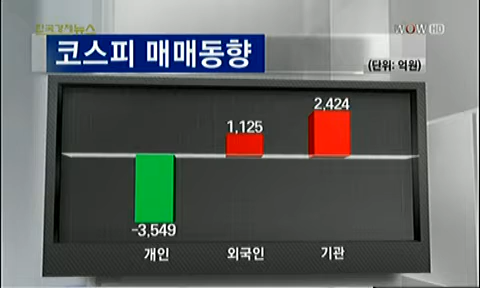 한국경제뉴스
WOW HD
코스피 매매동향
(단위: 억원)
2,424
1,125
-3,549
개인 외국인 기관